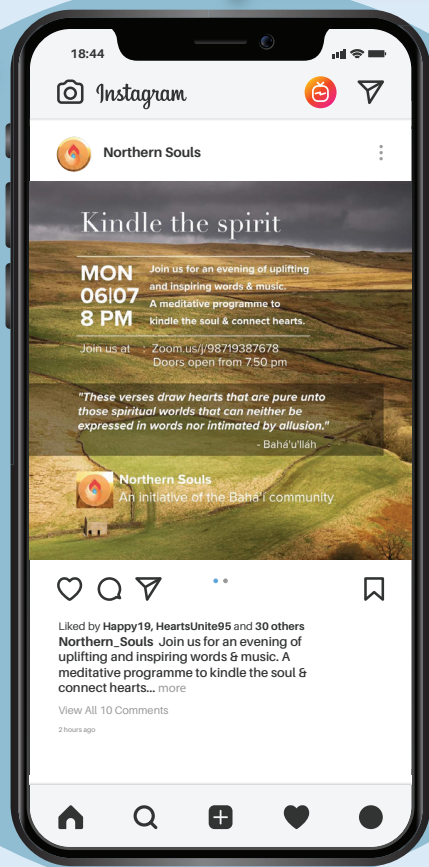 18:44
Instagram
Northern Souls
Kindle the spirit
MON
06|07
8 PM
Join us for an evening of uplifting
and inspiring words & music.
A meditative programme to
kindle the soul & connect hearts.
Join us at : Zoom.us/j/98719387678
Doors open from 7.50 pm
"These verses draw hearts that are pure unto
those spiritual worlds that can neither be
expressed in words nor intimated by allusion."
- Bahá'u'lláh
Northern Souls
An initiative of the Bahá'í community
Liked by Happy19, HeartsUnite95 and 30 others
Northern_Souls Join us for an evening of
uplifting and inspiring words & music. A
meditative programme to kindle the soul &
connect hearts... more
View All 10 Comments
2 hours ago